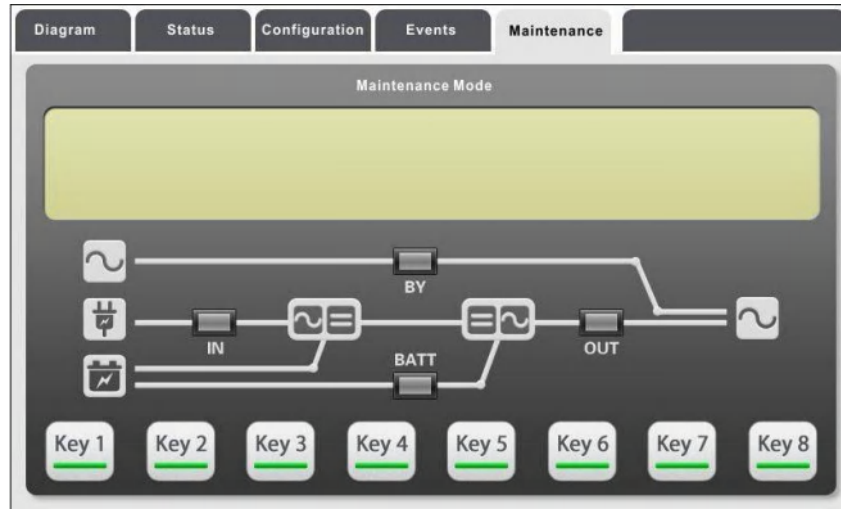 Diagram
Status
Configuration
Events
Maintenance
Maintenance Mode
BY
IN
BATT
OUT
Key 1
Key 2
Key 3
Key 4
Key 5
Key 6
Key 7
Key 8